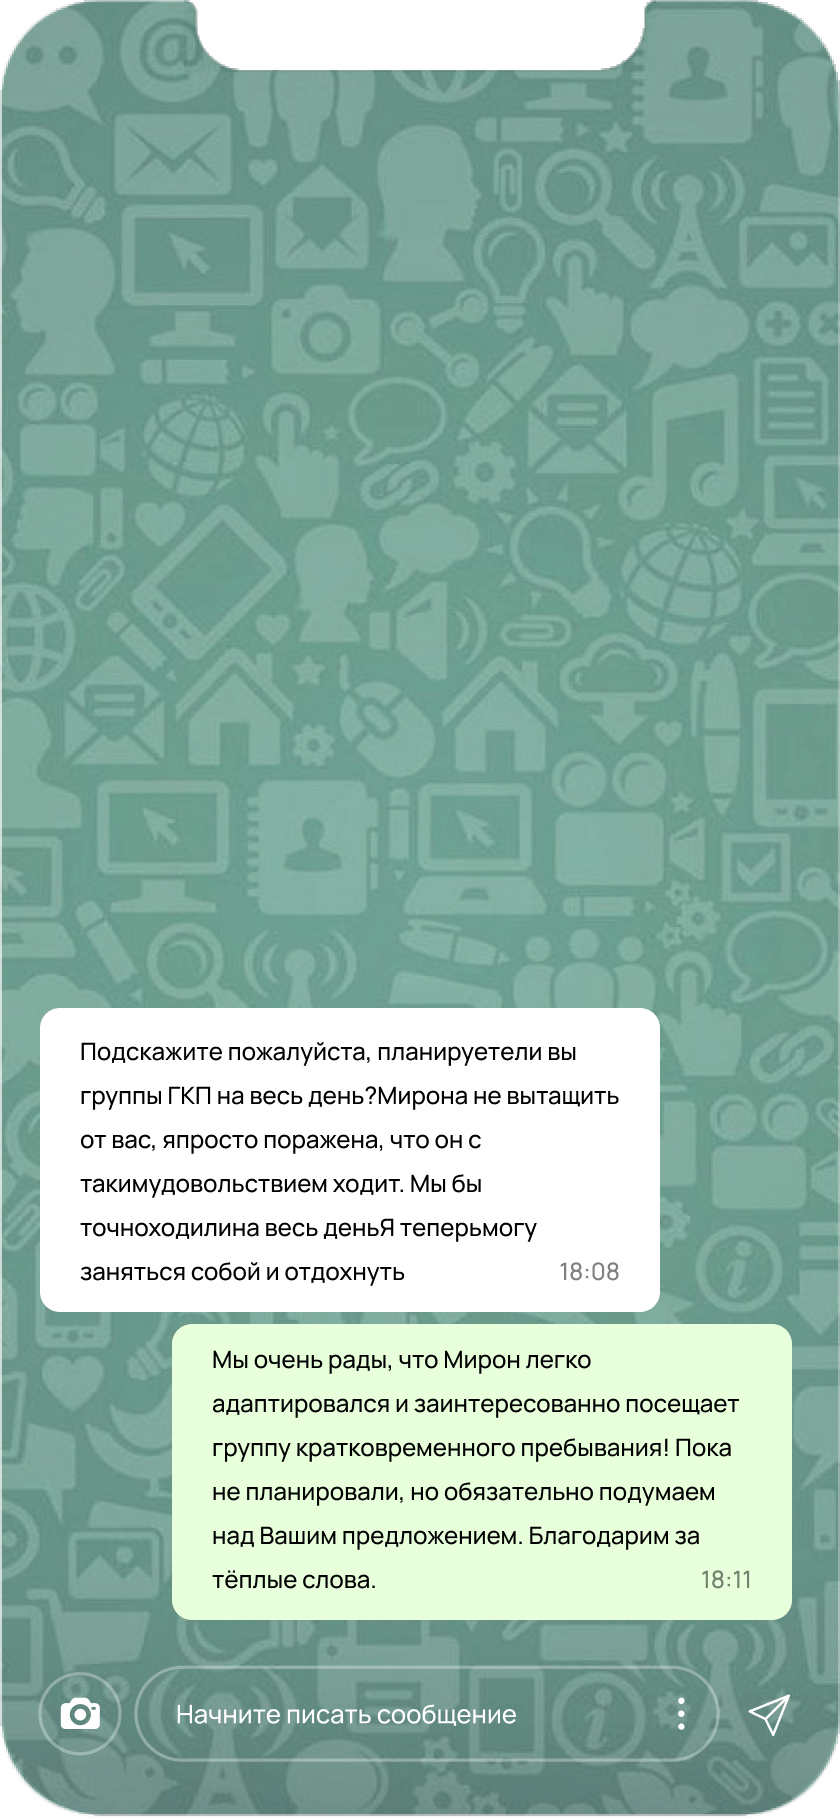 Подскажите пожалуйста, планируетели вы
группы ГКП на весь день?Мирона не вытащить
от вас, япросто поражена, что он с
такимудовольствием ходит. Мы бы
точноходилина весь деньЯ теперьмогу
заняться собой и отдохнуть
18:08
Мы очень рады, что Мирон легко
адаптировался и заинтересованно посещает
группу кратковременного пребывания! Пока
не планировали, но обязательно подумаем
над Вашим предложением. Благодарим за
тёплые слова.
18:11
Начните писать сообщение